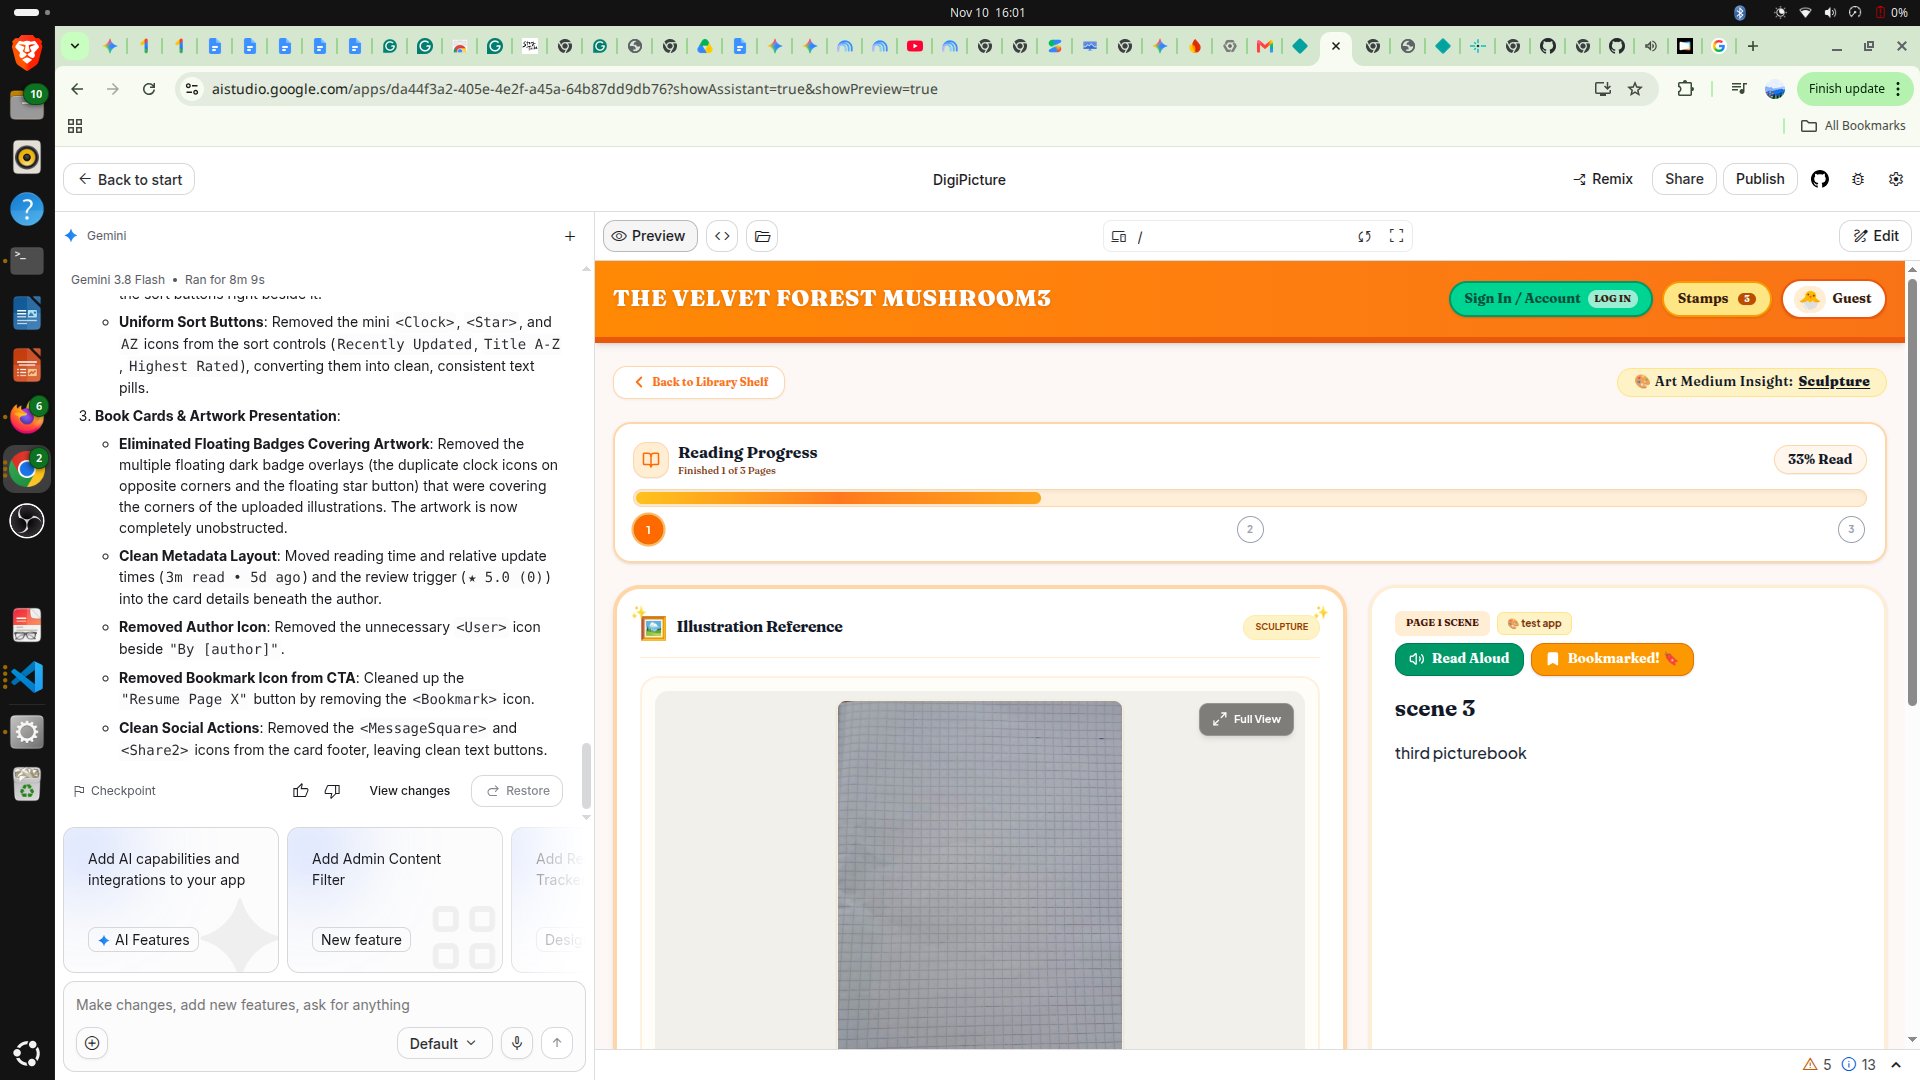 Nov 10 16:01
0%
10
aistudio.google.com/apps/da44f3a2-405e-4e2f-a45a-64b87dd9db76?showAssistant=true&showPreview=true
Finish update
All Bookmarks
Back to start
DigiPicture
Remix
Share
Publish
Gemini
Preview
/
Edit
Gemini 3.8 Flash • Ran for 8m 9s
the sort buttons right beside it.
Uniform Sort Buttons: Removed the mini <Clock>, <Star>, and
AZ icons from the sort controls (Recently Updated, Title A-Z
, Highest Rated), converting them into clean, consistent text
pills.
3. Book Cards & Artwork Presentation:
Eliminated Floating Badges Covering Artwork: Removed the
multiple floating dark badge overlays (the duplicate clock icons on
opposite corners and the floating star button) that were covering
the corners of the uploaded illustrations. The artwork is now
completely unobstructed.
Clean Metadata Layout: Moved reading time and relative update
times (3m read • 5d ago) and the review trigger (★ 5.0 (0))
into the card details beneath the author.
Removed Author Icon: Removed the unnecessary <User> icon
beside "By [author]".
Removed Bookmark Icon from CTA: Cleaned up the
"Resume Page X" button by removing the <Bookmark> icon.
Clean Social Actions: Removed the <MessageSquare> and
<Share2> icons from the card footer, leaving clean text buttons.
Checkpoint
View changes
Restore
Add AI capabilities and
integrations to your app
AI Features
Add Admin Content
Filter
New feature
Make changes, add new features, ask for anything
Default
6
2
THE VELVET FOREST MUSHROOM3
Sign In / Account LOG IN
Stamps 3
Guest
Back to Library Shelf
Art Medium Insight: Sculpture
Reading Progress
Finished 1 of 3 Pages
33% Read
1
2
3
Illustration Reference
SCULPTURE
Full View
PAGE 1 SCENE
test app
Read Aloud
Bookmarked!
scene 3
third picturebook
5
13